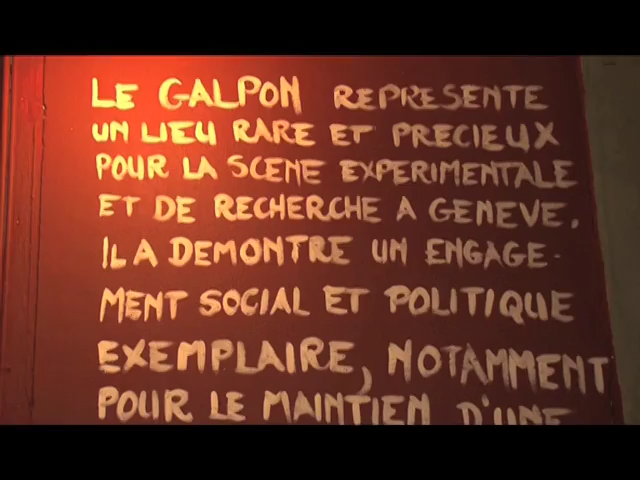 LE GALPON REPRESENTE
UN LIEU RARE ET PRECIEUX
POUR LA SCENE EXPERIMENTALE
ET DE RECHERCHE A GENEVE.
IL A DEMONTRE UN ENGAGE-
MENT SOCIAL ET POLITIQUE
EXEMPLAIRE, NOTAMMENT
POUR LE MAINTIEN D'UNE